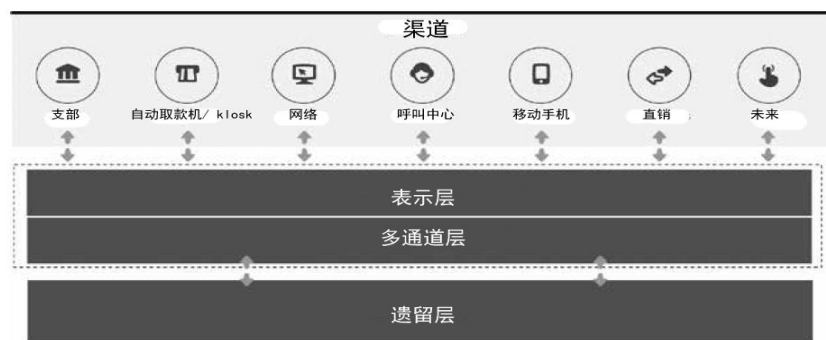 渠道
支部
自动取款机/ klosk
网络
呼叫中心
移动手机
直销
未来
表示层
多通道层
遗留层